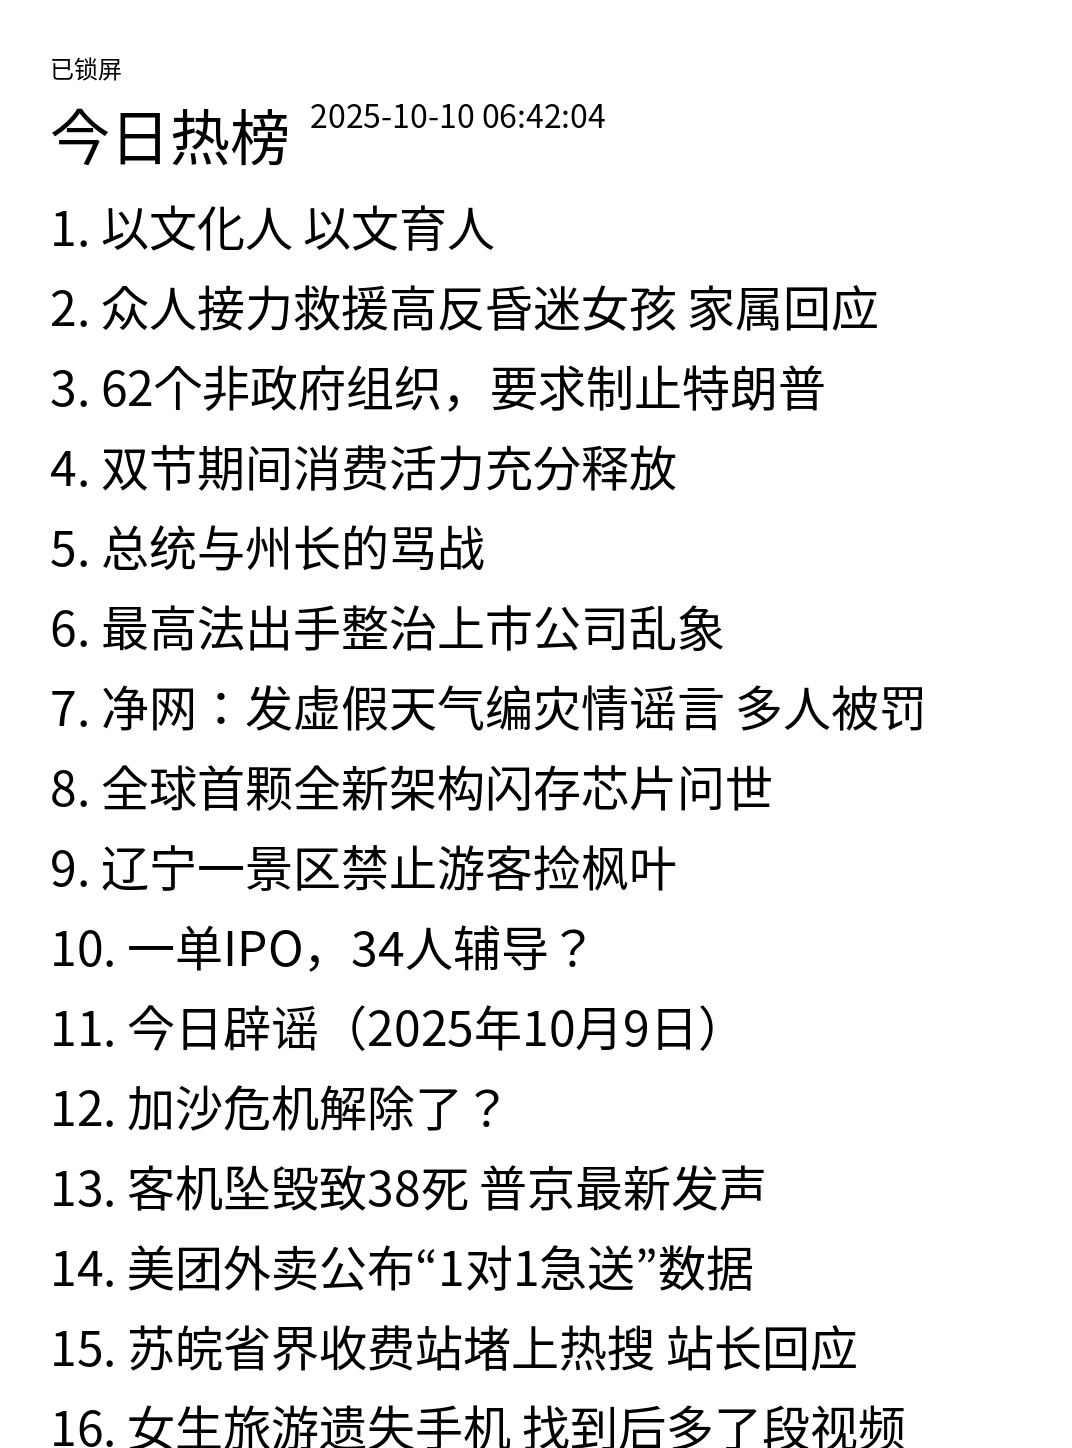 已锁屏
今日热榜 2025-10-10 06:42:04
1. 以文化人 以文育人
2. 众人接力救援高反昏迷女孩 家属回应
3. 62个非政府组织，要求制止特朗普
4. 双节期间消费活力充分释放
5. 总统与州长的骂战
6. 最高法出手整治上市公司乱象
7. 净网：发虚假天气编灾情谣言 多人被罚
8. 全球首颗全新架构闪存芯片问世
9. 辽宁一景区禁止游客捡枫叶
10. 一单IPO，34人辅导？
11. 今日辟谣（2025年10月9日）
12. 加沙危机解除了？
13. 客机坠毁致38死 普京最新发声
14. 美团外卖公布“1对1急送”数据
15. 苏皖省界收费站堵上热搜 站长回应
16. 女生旅游遗失手机 找到后多了段视频